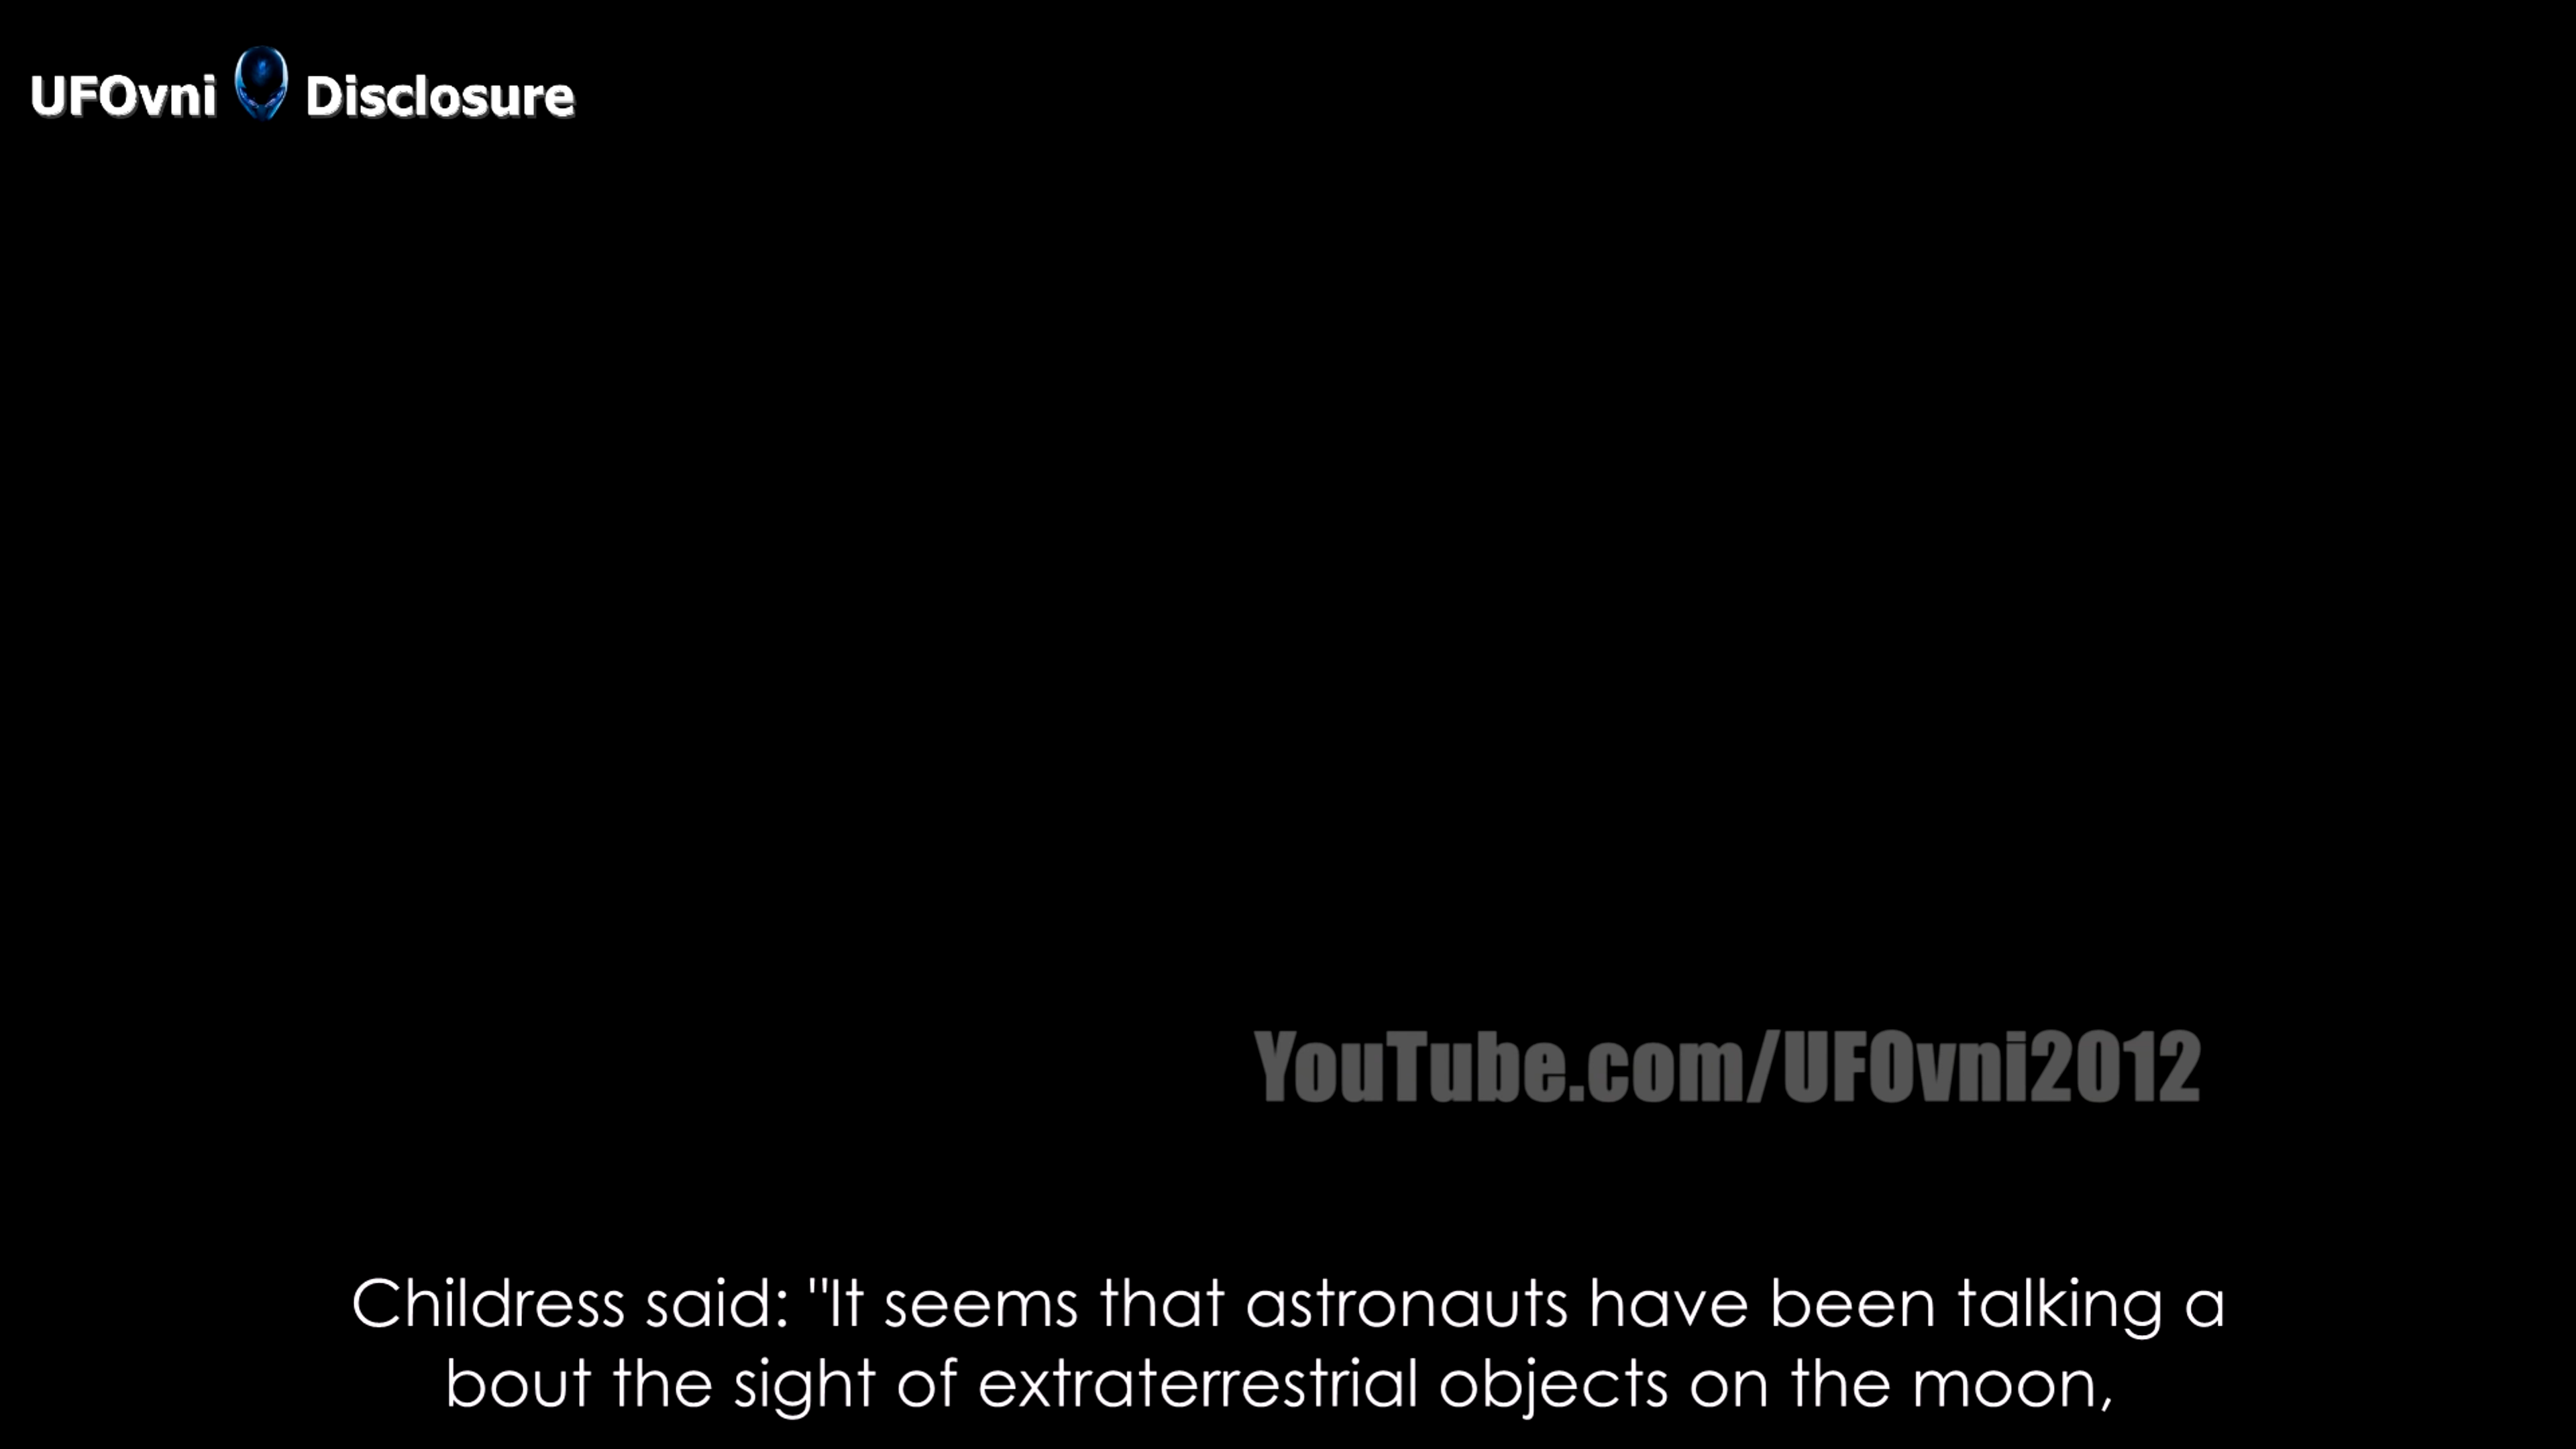 UFOvni Disclosure
YouTube.com/UFOvni2012
Childress said: "It seems that astronauts have been talking a
bout the sight of extraterrestrial objects on the moon,